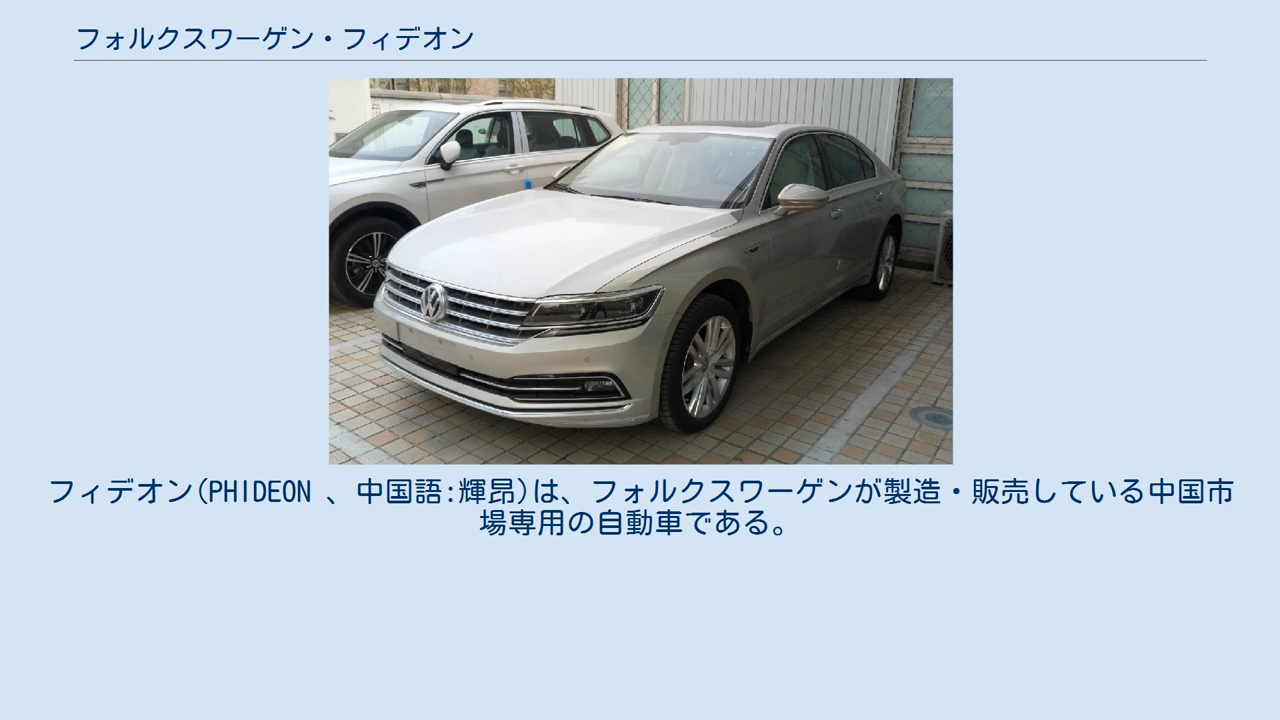 フォルクスワーゲン・フィデオン
フィデオン(PHIDEON 、中国語:輝昂)は、フォルクスワーゲンが製造・販売している中国市
場専用の自動車である。